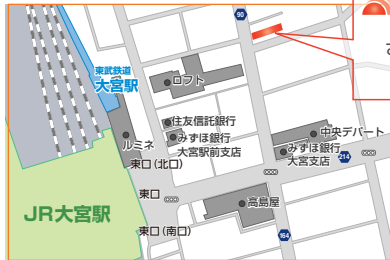 90
さ
東武鉄道
大宮駅
ロフト
住友信託銀行
みずほ銀行
大宮駅前支店
中央デパート
みずほ銀行
大宮支店
214
ルミネ
東口(北口)
東口
高島屋
JR大宮駅
東口(南口)
164